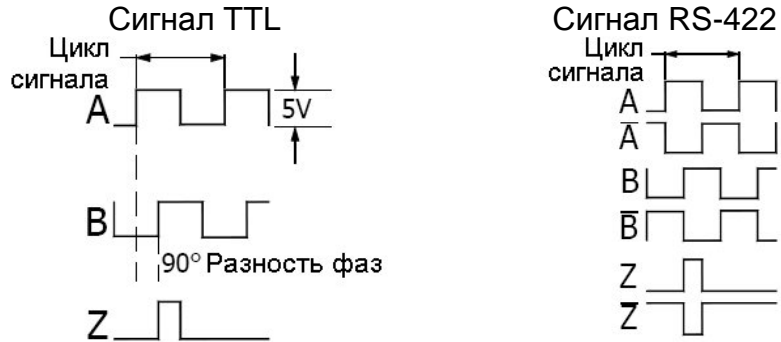 Сигнал TTL
Цикл
сигнала
A
5V
B
90° Разность фаз
Z
Сигнал RS-422
Цикл
сигнала
A
A̅
B
B̅
Z
Z̅